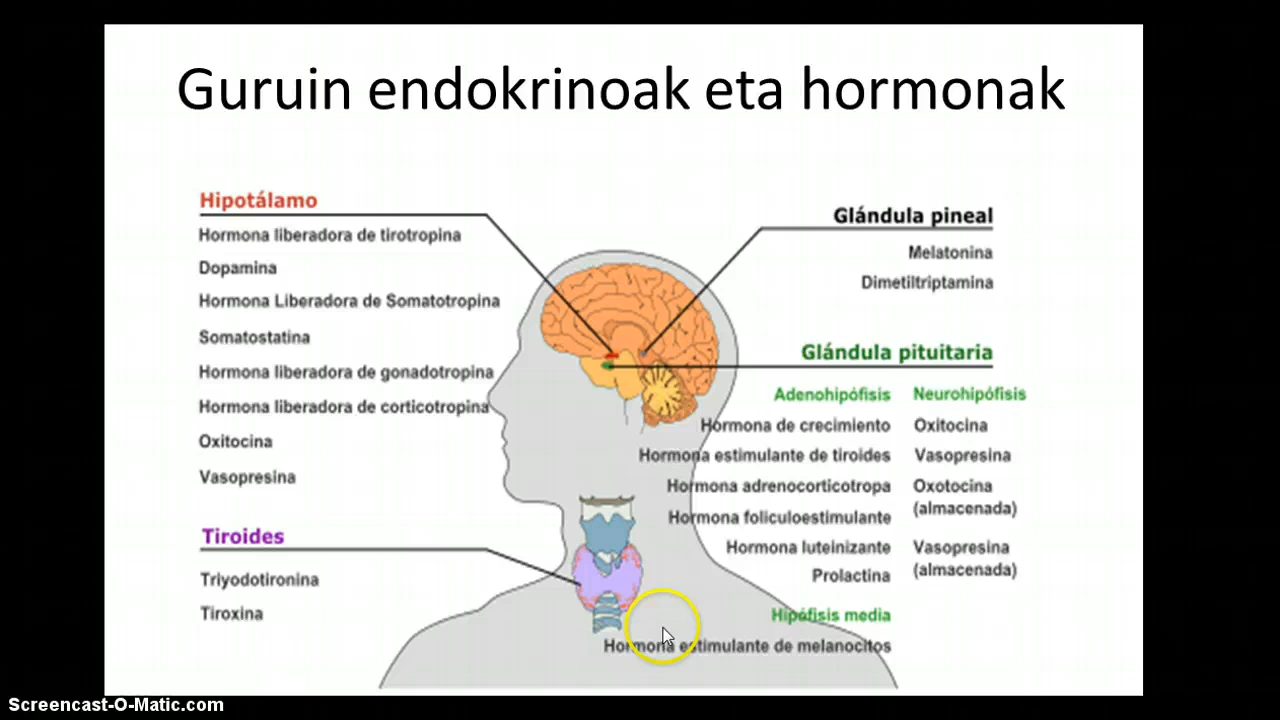 Guruin endokrinoak eta hormonak
Hipotálamo
Hormona liberadora de tirotropina
Dopamina
Hormona Liberadora de Somatotropina
Somatostatina
Hormona liberadora de gonadotropina
Hormona liberadora de corticotropina
Oxitocina
Vasopresina
Tiroides
Triyodotironina
Tiroxina
Glándula pineal
Melatonina
Dimetiltriptamina
Glándula pituitaria
Adenohipófisis
Hormona de crecimiento
Hormona estimulante de tiroides
Hormona adrenocorticotropa
Hormona foliculoestimulante
Hormona luteinizante
Prolactina
Neurohipófisis
Oxitocina
Vasopresina
Oxotocina
(almacenada)
Vasopresina
(almacenada)
Hipófisis media
Hormona estimulante de melanocitos
Screencast-O-Matic.com